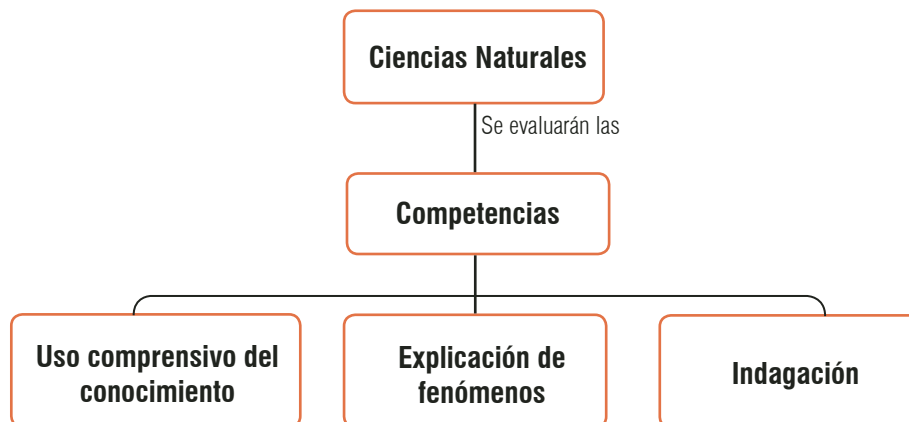 Ciencias Naturales
Se evaluarán las
Competencias
Uso comprensivo del
conocimiento
Explicación de
fenómenos
Indagación